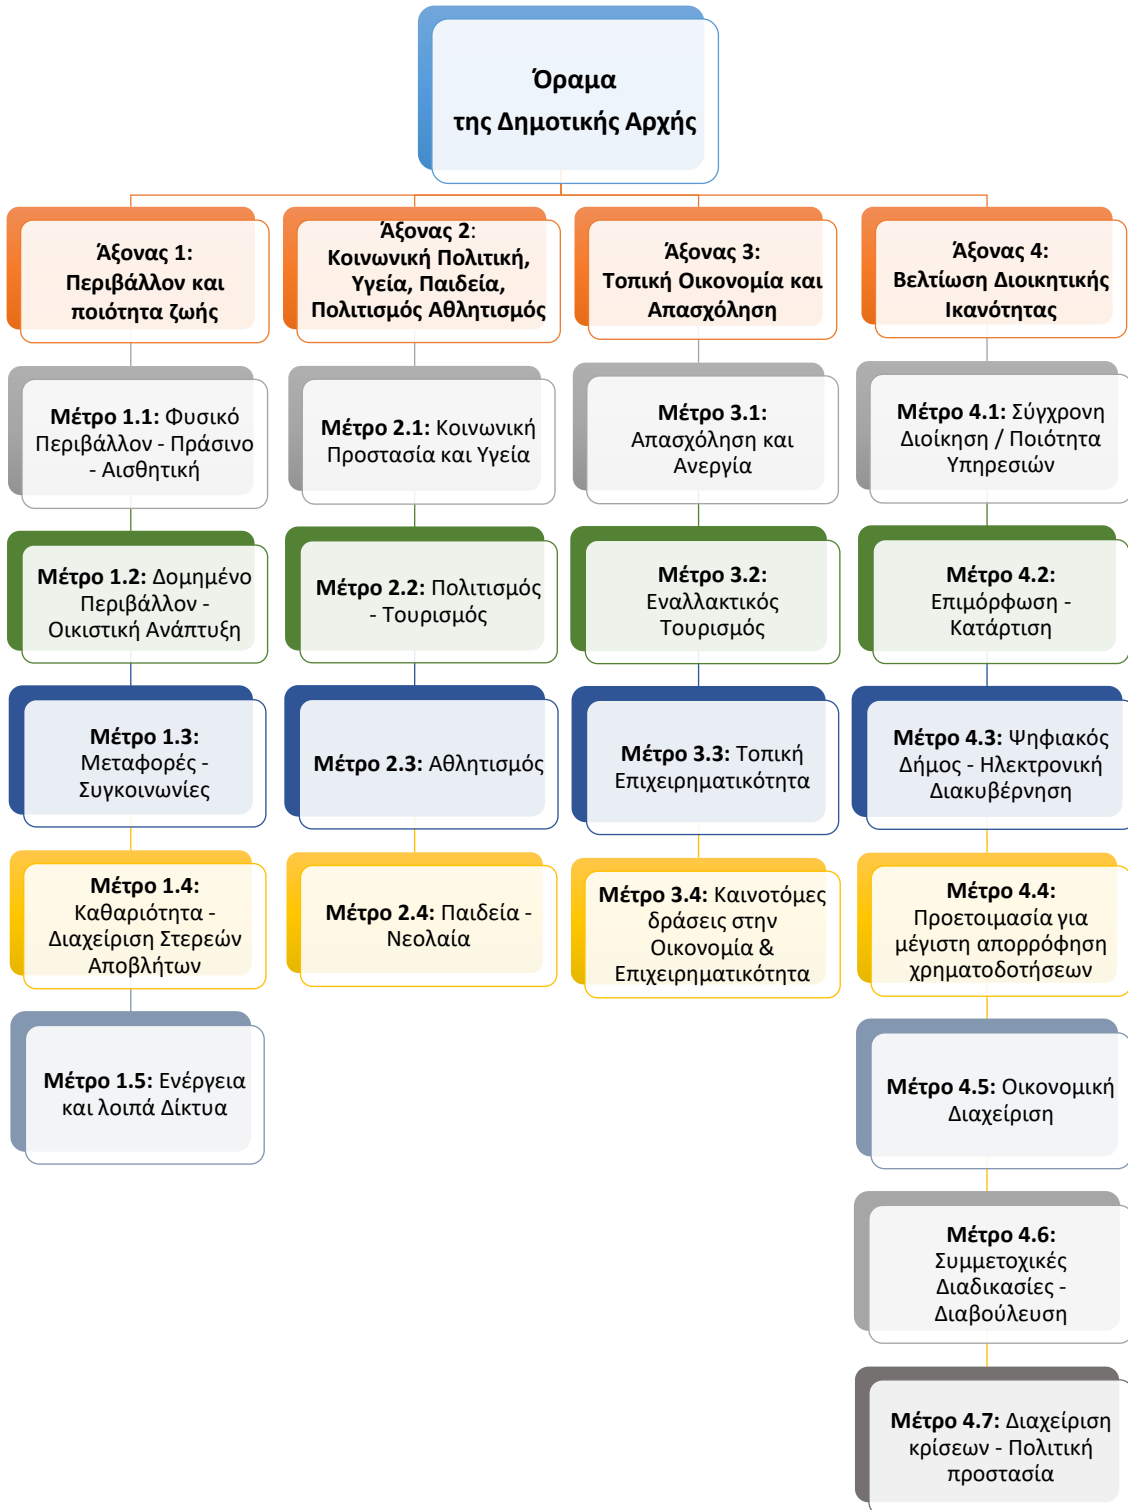 Όραμα
της Δημοτικής Αρχής
Άξονας 1:
Περιβάλλον και
ποιότητα ζωής
Μέτρο 1.1: Φυσικό
Περιβάλλον - Πράσινο
- Αισθητική
Μέτρο 1.2: Δομημένο
Περιβάλλον -
Οικιστική Ανάπτυξη
Μέτρο 1.3:
Μεταφορές -
Συγκοινωνίες
Μέτρο 1.4:
Καθαριότητα -
Διαχείριση Στερεών
Αποβλήτων
Μέτρο 1.5: Ενέργεια
και λοιπά Δίκτυα
Άξονας 2:
Κοινωνική Πολιτική,
Υγεία, Παιδεία,
Πολιτισμός Αθλητισμός
Μέτρο 2.1: Κοινωνική
Προστασία και Υγεία
Μέτρο 2.2: Πολιτισμός
- Τουρισμός
Μέτρο 2.3: Αθλητισμός
Μέτρο 2.4: Παιδεία -
Νεολαία
Άξονας 3:
Τοπική Οικονομία και
Απασχόληση
Μέτρο 3.1:
Απασχόληση και
Ανεργία
Μέτρο 3.2:
Εναλλακτικός
Τουρισμός
Μέτρο 3.3: Τοπική
Επιχειρηματικότητα
Μέτρο 3.4: Καινοτόμες
δράσεις στην
Οικονομία &
Επιχειρηματικότητα
Άξονας 4:
Βελτίωση Διοικητικής
Ικανότητας
Μέτρο 4.1: Σύγχρονη
Διοίκηση / Ποιότητα
Υπηρεσιών
Μέτρο 4.2:
Επιμόρφωση -
Κατάρτιση
Μέτρο 4.3: Ψηφιακός
Δήμος - Ηλεκτρονική
Διακυβέρνηση
Μέτρο 4.4:
Προετοιμασία για
μέγιστη απορρόφηση
χρηματοδοτήσεων
Μέτρο 4.5: Οικονομική
Διαχείριση
Μέτρο 4.6:
Συμμετοχικές
Διαδικασίες -
Διαβούλευση
Μέτρο 4.7: Διαχείριση
κρίσεων - Πολιτική
προστασία